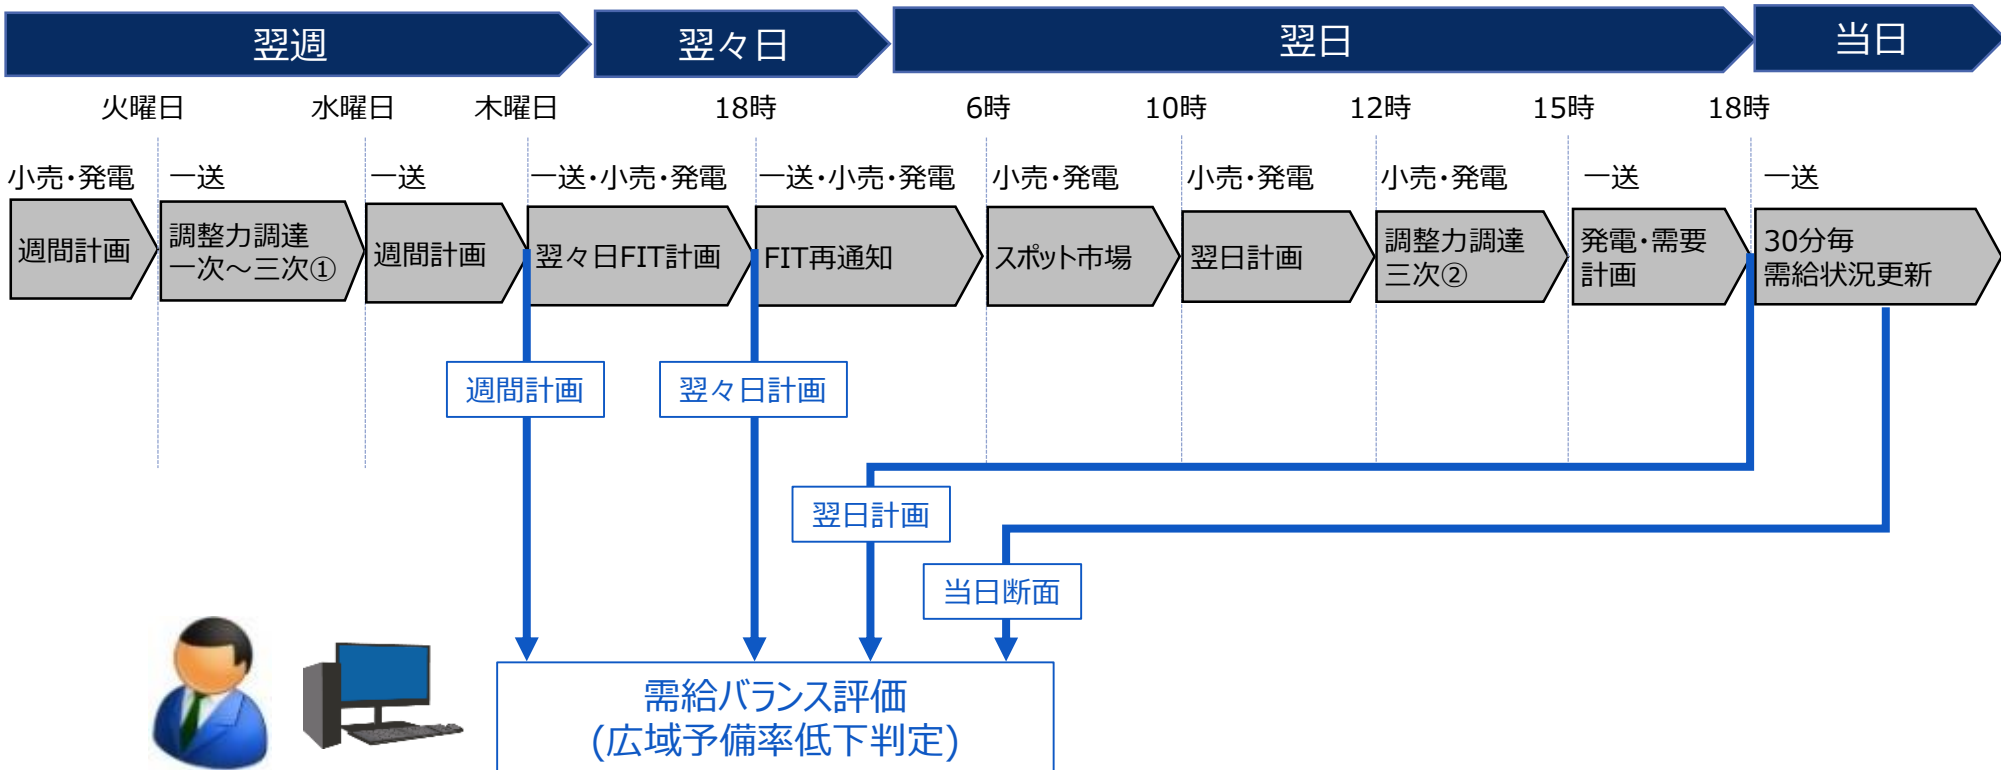 翌週
翌々日
翌日
当日
火曜日
水曜日
木曜日
18時
6時
10時
12時
15時
18時
小売・発電
一送
一送
一送・小売・発電
一送・小売・発電
小売・発電
小売・発電
小売・発電
一送
一送
週間計画
調整力調達
一次～三次①
週間計画
翌々日FIT計画
FIT再通知
スポット市場
翌日計画
調整力調達
三次②
発電・需要
計画
30分毎
需給状況更新
週間計画
翌々日計画
翌日計画
当日断面
需給バランス評価
(広域予備率低下判定)